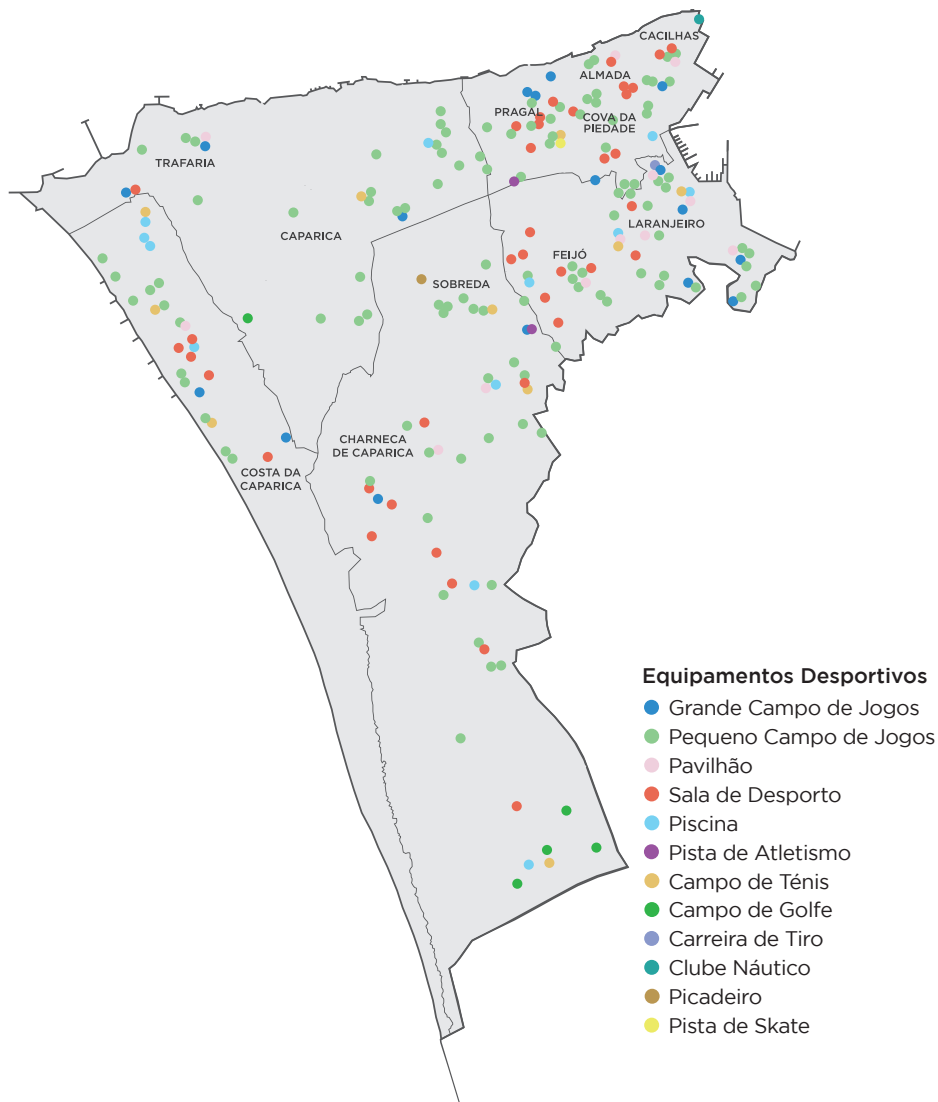 CACILHAS
ALMADA
PRAGAL
COVA DA
PIEDADE
TRAFARIA
CAPARICA
LARANJEIRO
FEIJÓ
SOBREDA
CHARNECA
DE CAPARICA
COSTA DA
CAPARICA
Equipamentos Desportivos
Grande Campo de Jogos
Pequeno Campo de Jogos
Pavilhão
Sala de Desporto
Piscina
Pista de Atletismo
Campo de Ténis
Campo de Golfe
Carreira de Tiro
Clube Náutico
Picadeiro
Pista de Skate